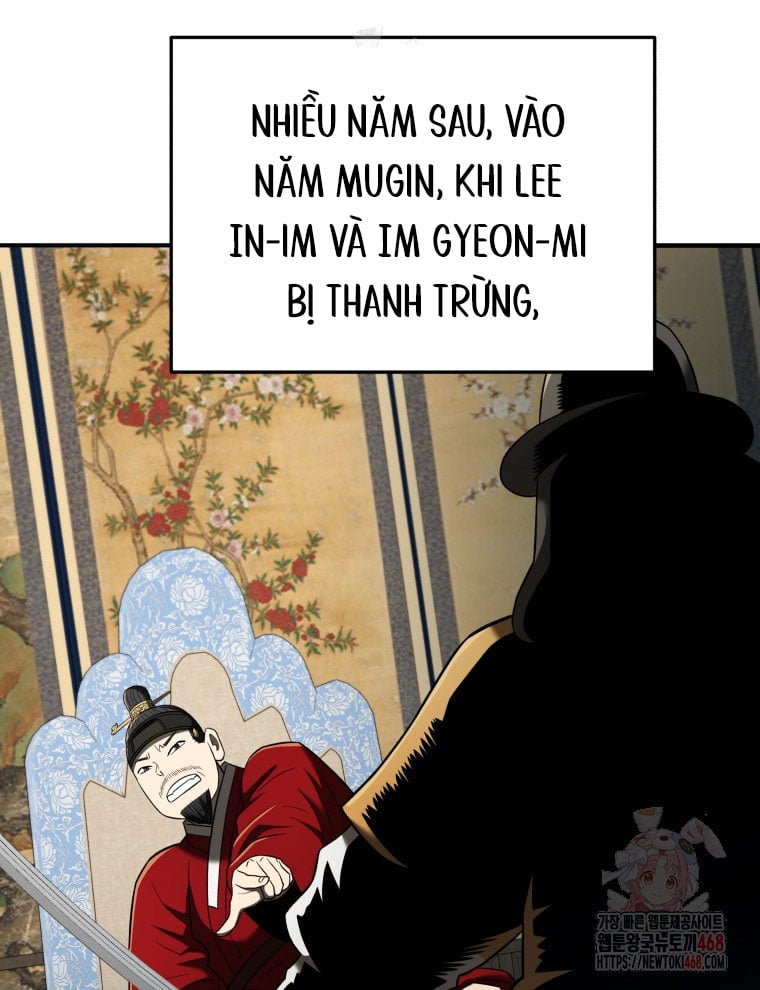 NHIỀU NĂM SAU, VÀO
NĂM MUGIN, KHI LEE
IN-IM VÀ IM GYEON-MI
BỊ THANH TRỪNG,
가장 빠른 웹툰제공사이트
웹툰왕국뉴토끼468
HTTPS://NEWTOKI468.COM